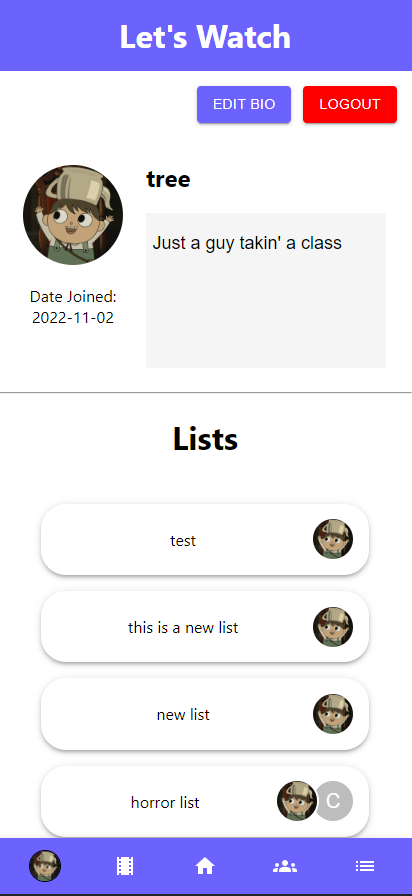 Let's Watch
EDIT BIO
LOGOUT
tree
Just a guy takin' a class
Date Joined:
2022-11-02
Lists
test
this is a new list
new list
horror list
C